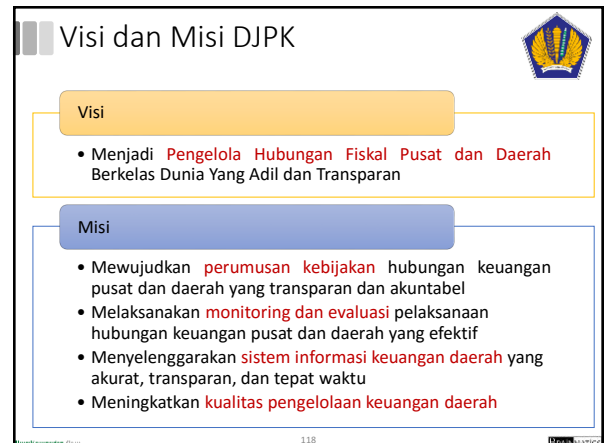 Visi dan Misi DJPK
Visi
• Menjadi Pengelola Hubungan Fiskal Pusat dan Daerah
Berkelas Dunia Yang Adil dan Transparan
Misi
• Mewujudkan perumusan kebijakan hubungan keuangan
pusat dan daerah yang transparan dan akuntabel
• Melaksanakan monitoring dan evaluasi pelaksanaan
hubungan keuangan pusat dan daerah yang efektif
• Menyelenggarakan sistem informasi keuangan daerah yang
akurat, transparan, dan tepat waktu
• Meningkatkan kualitas pengelolaan keuangan daerah
118